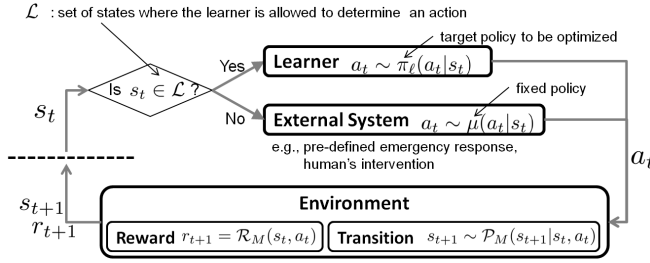 ℒ : set of states where the learner is allowed to determine an action
target policy to be optimized
Yes
Learner a_t ~ π_ℓ(a_t|s_t)
Is s_t ∈ ℒ ?
fixed policy
s_t
No
External System a_t ~ μ(a_t|s_t)
e.g., pre-defined emergency response,
human's intervention
a_t
s_{t+1}
r_{t+1}
Environment
Reward r_{t+1} = ℛ_M(s_t, a_t)
Transition s_{t+1} ~ 𝒫_M(s_{t+1}|s_t, a_t)